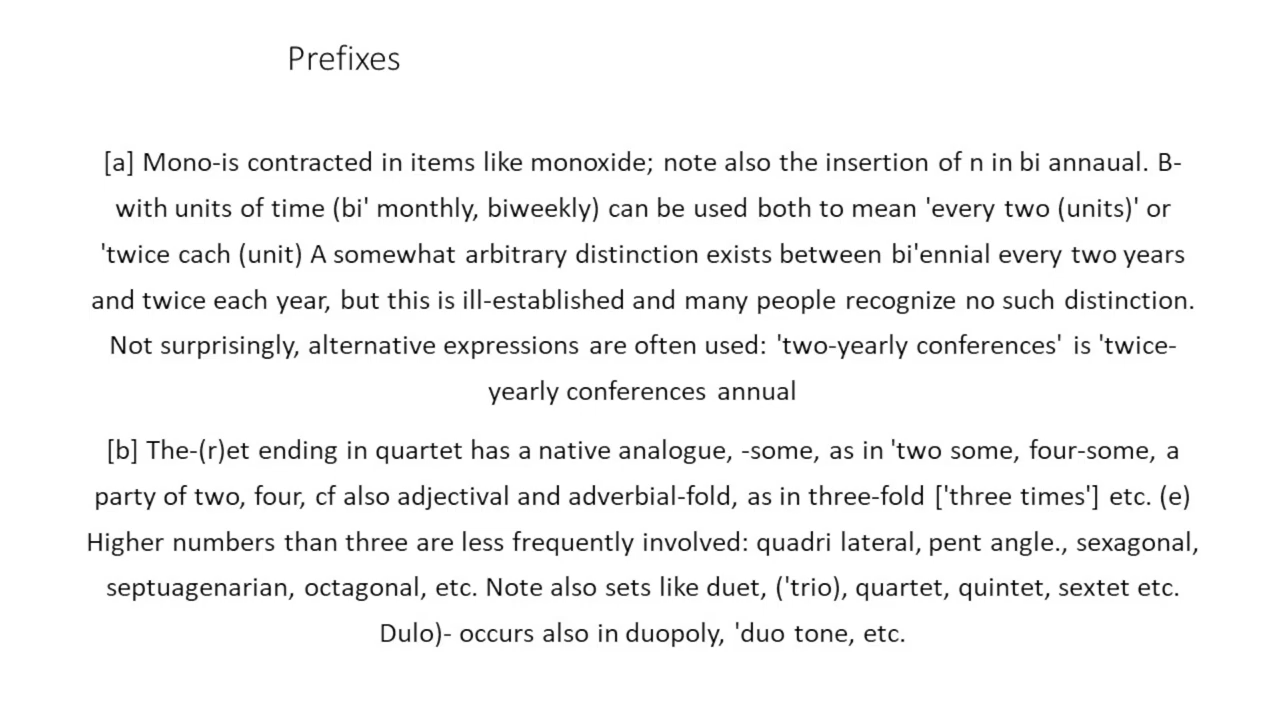 Prefixes
[a] Mono-is contracted in items like monoxide; note also the insertion of n in bi annaual. B-
with units of time (bi' monthly, biweekly) can be used both to mean 'every two (units)' or
'twice cach (unit) A somewhat arbitrary distinction exists between bi'ennial every two years
and twice each year, but this is ill-established and many people recognize no such distinction.
Not surprisingly, alternative expressions are often used: 'two-yearly conferences' is 'twice-
yearly conferences annual
[b] The-(r)et ending in quartet has a native analogue, -some, as in 'two some, four-some, a
party of two, four, cf also adjectival and adverbial-fold, as in three-fold ['three times'] etc. (e)
Higher numbers than three are less frequently involved: quadri lateral, pent angle., sexagonal,
septuagenarian, octagonal, etc. Note also sets like duet, ('trio), quartet, quintet, sextet etc.
Dulo)- occurs also in duopoly, 'duo tone, etc.